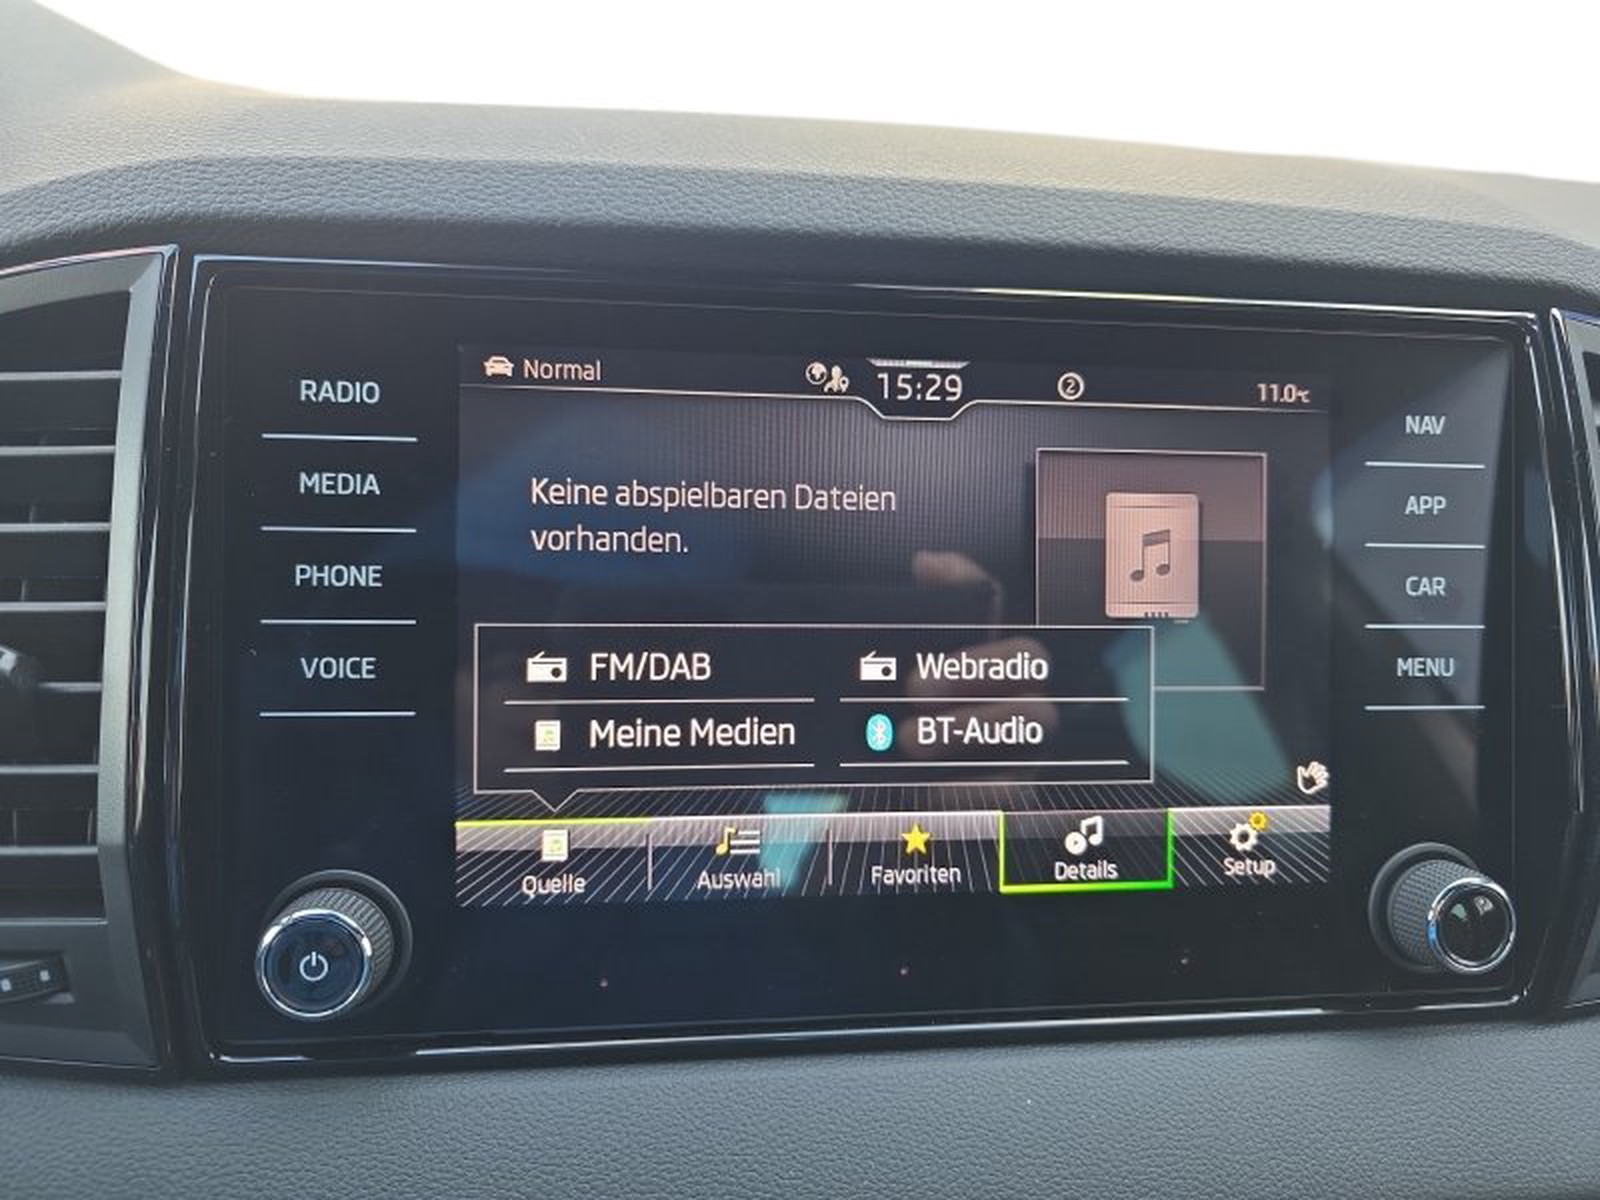 Normal
15:29
2
11.0°C
RADIO
MEDIA
PHONE
VOICE
Keine abspielbaren Dateien
vorhanden.
FM/DAB
Webradio
Meine Medien
BT-Audio
Quelle
Auswahl
Favoriten
Details
Setup
NAV
APP
CAR
MENU